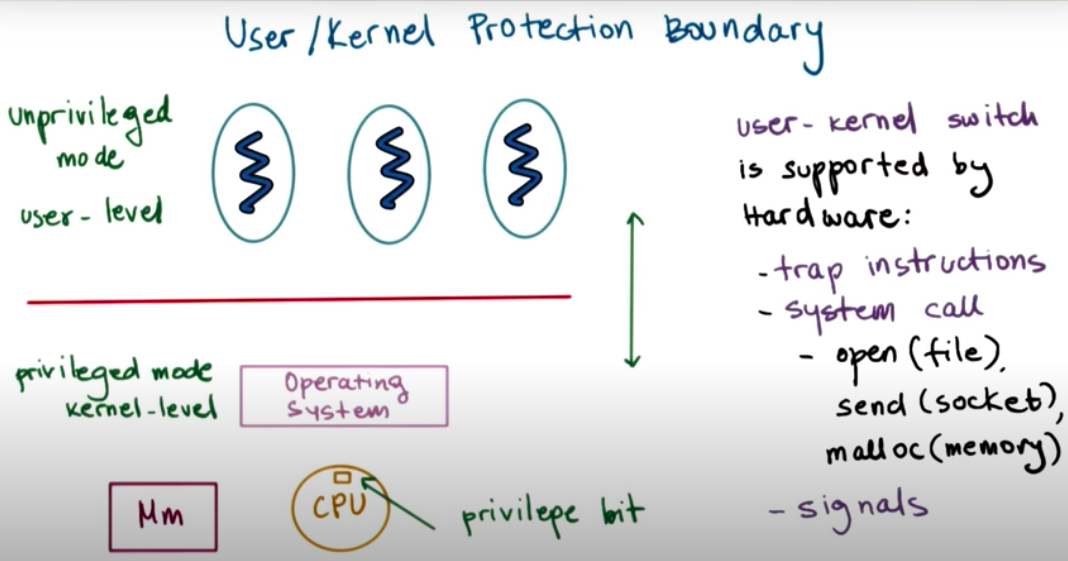 User/Kernel Protection Boundary
unprivileged
mode
user-level
privileged mode
kernel-level
Operating
System
Mm
CPU
privilepe bit
user-kernel switch
is supported by
Hardware:
-trap instructions
- system call
- open (file),
send (socket),
malloc (memory)
- signals